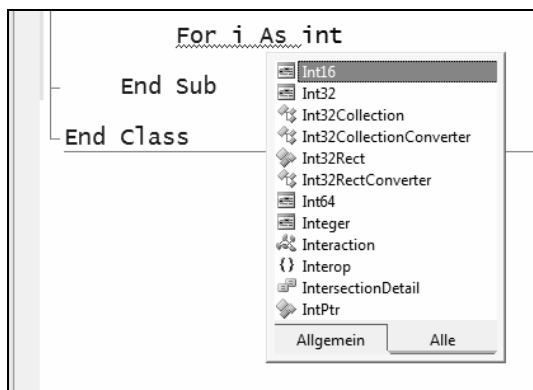 For i As int
Int16
End Sub
Int32
Int32Collection
End Class
Int32CollectionConverter
Int32Rect
Int32RectConverter
Int64
Integer
Interaction
{} Interop
IntersectionDetail
IntPtr
Allgemein Alle